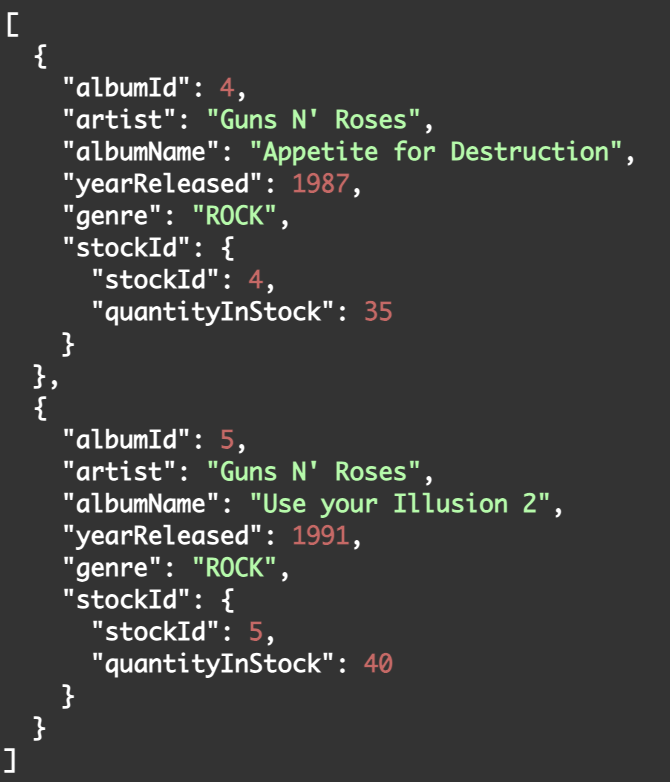 [
  {
    "albumId": 4,
    "artist": "Guns N' Roses",
    "albumName": "Appetite for Destruction",
    "yearReleased": 1987,
    "genre": "ROCK",
    "stockId": {
      "stockId": 4,
      "quantityInStock": 35
    }
  },
  {
    "albumId": 5,
    "artist": "Guns N' Roses",
    "albumName": "Use your Illusion 2",
    "yearReleased": 1991,
    "genre": "ROCK",
    "stockId": {
      "stockId": 5,
      "quantityInStock": 40
    }
  }
]